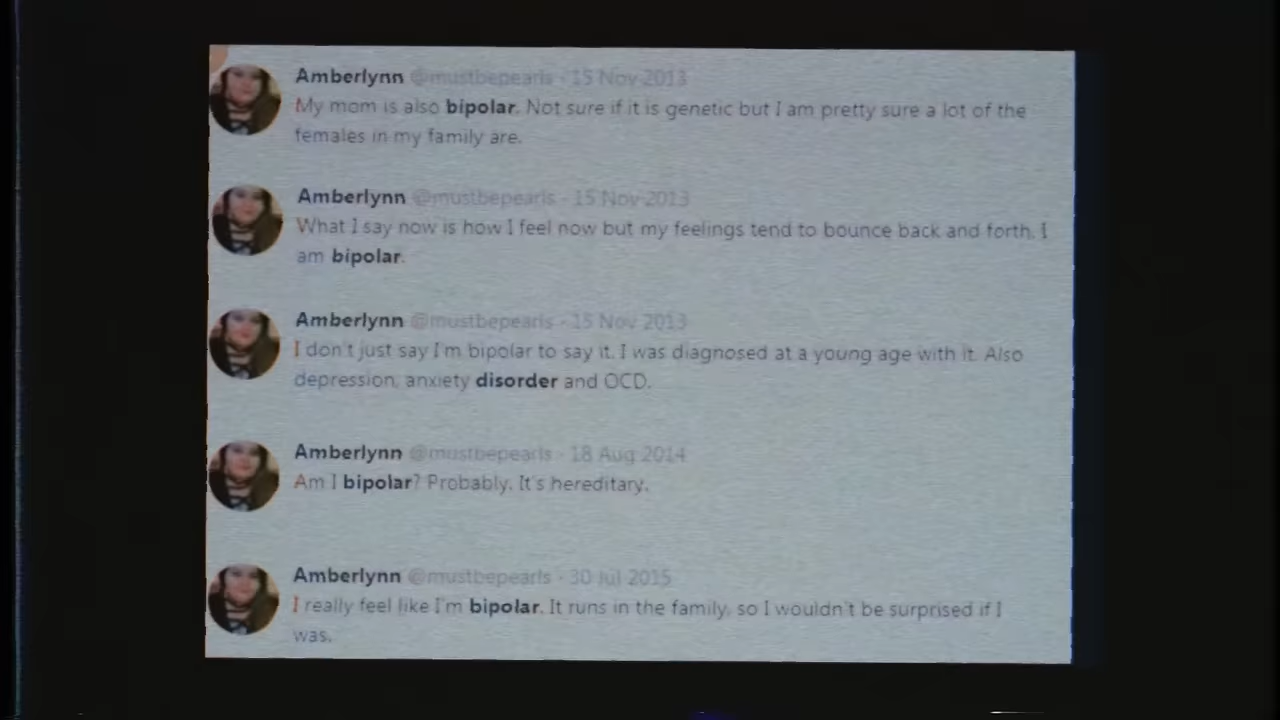 Amberlynn @mustbepearls · 15 Nov 2013
My mom is also bipolar. Not sure if it is genetic but I am pretty sure a lot of the
females in my family are.
Amberlynn @mustbepearls · 15 Nov 2013
What I say now is how I feel now but my feelings tend to bounce back and forth. I
am bipolar.
Amberlynn @mustbepearls · 15 Nov 2013
I don't just say I'm bipolar to say it. I was diagnosed at a young age with it. Also
depression, anxiety disorder and OCD.
Amberlynn @mustbepearls · 18 Aug 2014
Am I bipolar? Probably. It's hereditary.
Amberlynn @mustbepearls · 30 Jul 2015
I really feel like I'm bipolar. It runs in the family, so I wouldn't be surprised if I
was.